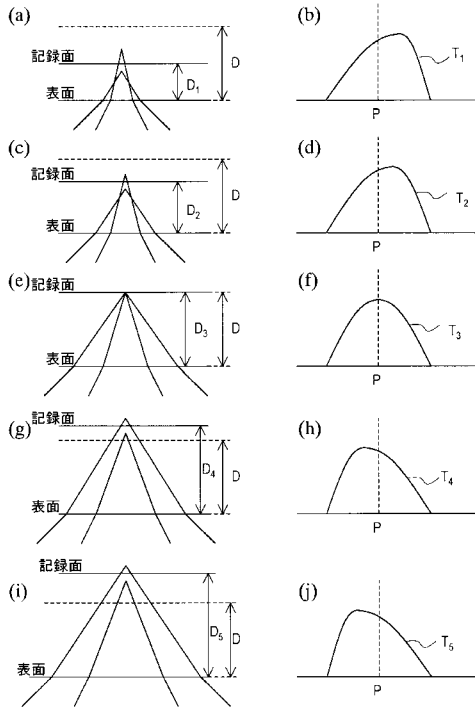 (a)
記録面
表面
D₁
D
(b)
T₁
P
(c)
記録面
表面
D₂
D
(d)
T₂
P
(e)
記録面
表面
D₃
D
(f)
T₃
P
(g)
記録面
表面
D₄
D
(h)
T₄
P
(i)
記録面
表面
D₅
D
(j)
T₅
P